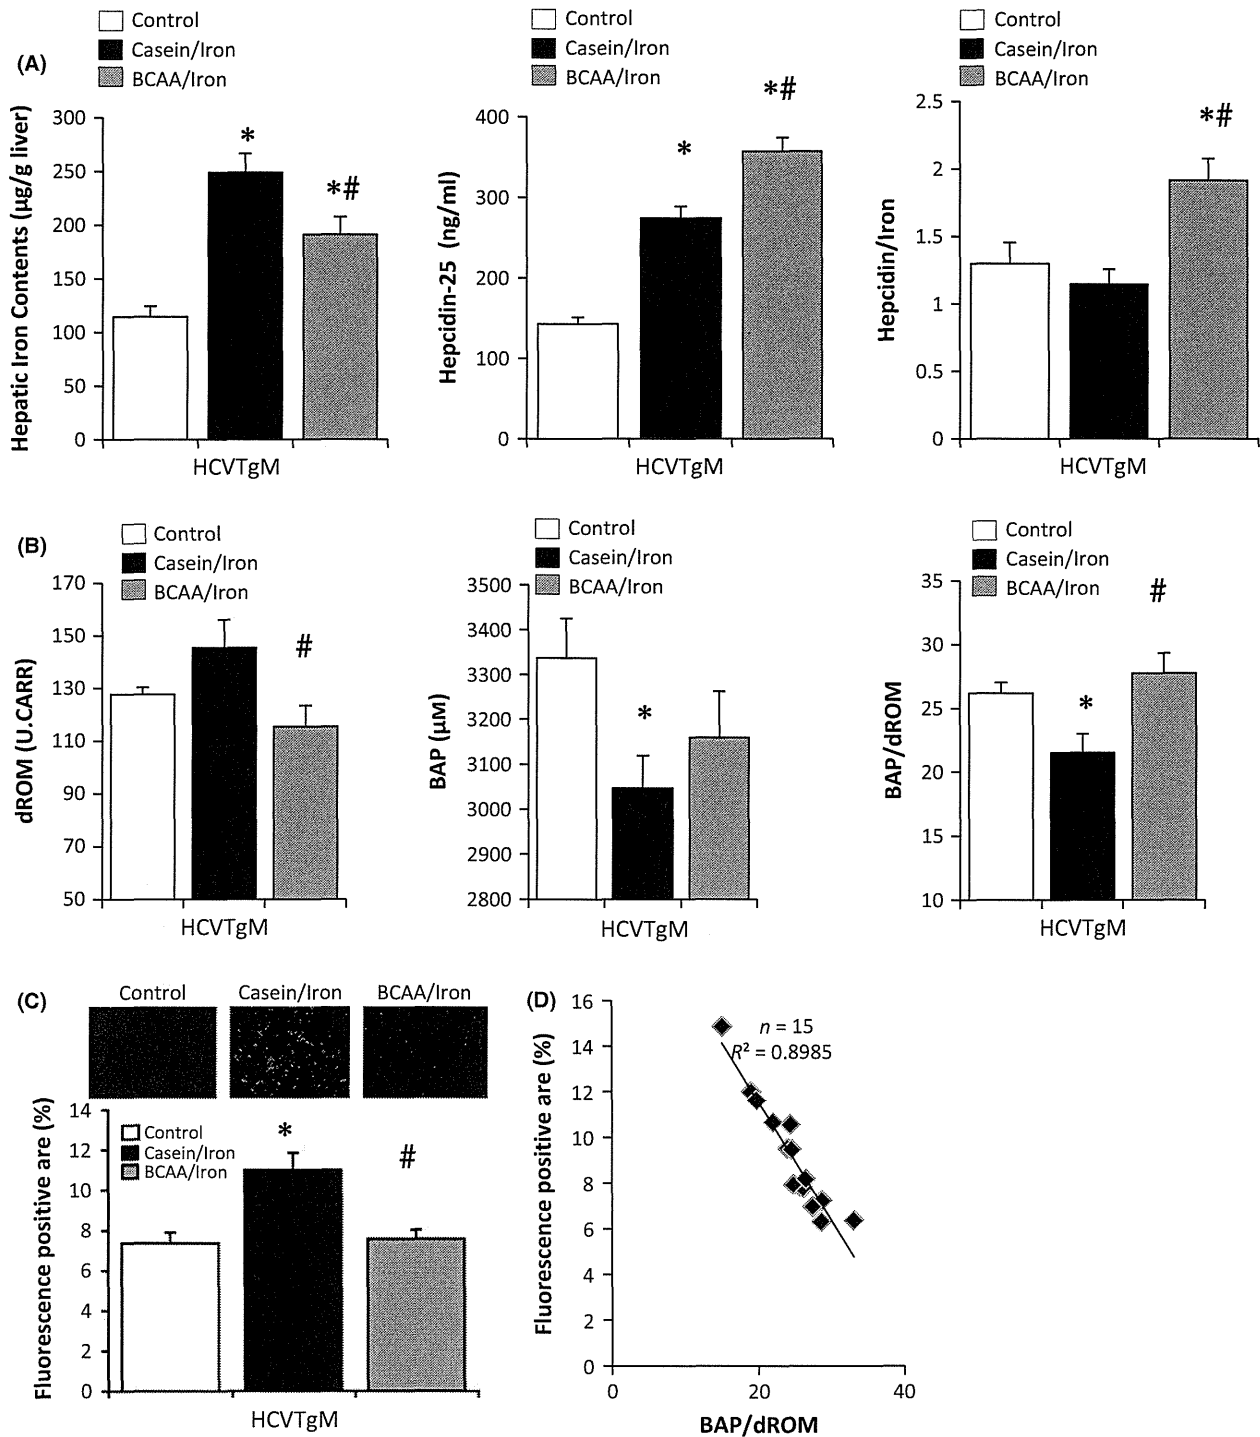 (A)
Control
Casein/Iron
BCAA/Iron
Hepatic Iron Contents (µg/g liver)
300
250
200
150
100
50
0
*
*#
HCVTgM
Control
Casein/Iron
BCAA/Iron
Hepcidin-25 (ng/ml)
400
300
200
100
0
*
*#
HCVTgM
Control
Casein/Iron
BCAA/Iron
Hepcidin/Iron
2.5
2
1.5
1
0.5
0
*#
HCVTgM
(B)
Control
Casein/Iron
BCAA/Iron
dROM (U.CARR)
170
150
130
110
90
70
50
#
HCVTgM
Control
Casein/Iron
BCAA/Iron
BAP (µM)
3500
3400
3300
3200
3100
3000
2900
2800
*
HCVTgM
Control
Casein/Iron
BCAA/Iron
BAP/dROM
35
30
25
20
15
10
*
#
HCVTgM
(C)
Control Casein/Iron BCAA/Iron
Fluorescence positive are (%)
14
12
10
8
6
4
2
0
Control
Casein/Iron
BCAA/Iron
*
#
HCVTgM
(D)
Fluorescence positive are (%)
16
14
12
10
8
6
4
2
0
n = 15
R² = 0.8985
0 20 40
BAP/dROM